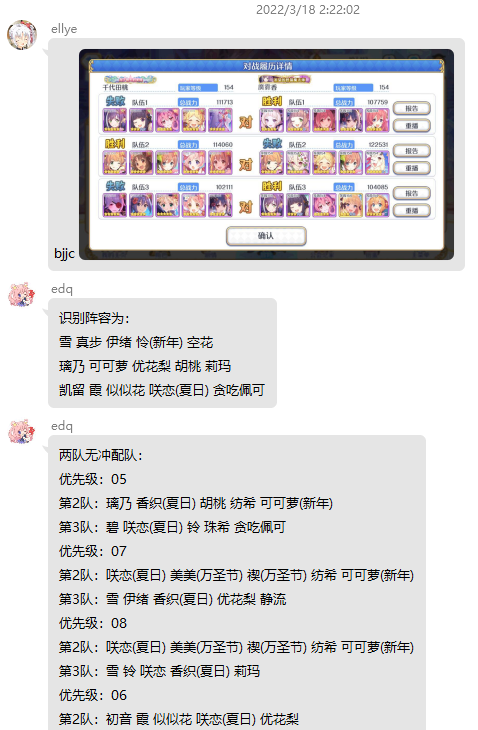 2022/3/18 2:22:02
ellye
对战履历详情
千代田桃 玩家等级 154
玩家等级 154
失败 队伍1 总战力 111713 对 胜利 队伍1 总战力 107759 报告
重播
胜利 队伍2 总战力 114060 对 失败 队伍2 总战力 122531 报告
重播
失败 队伍3 总战力 102111 对 胜利 队伍3 总战力 104085 报告
重播
确认
bjjc
edq
识别阵容为:
雪 真步 伊绪 怜(新年) 空花
璃乃 可可萝 优花梨 胡桃 莉玛
凯留 霞 似似花 咲恋(夏日) 贪吃佩可
edq
两队无冲配队:
优先级: 05
第2队: 璃乃 香织(夏日) 胡桃 纺希 可可萝(新年)
第3队: 碧 咲恋(夏日) 铃 珠希 贪吃佩可
优先级: 07
第2队: 咲恋(夏日) 美美(万圣节) 禊(万圣节) 纺希 可可萝(新年)
第3队: 雪 伊绪 香织(夏日) 优花梨 静流
优先级: 08
第2队: 咲恋(夏日) 美美(万圣节) 禊(万圣节) 纺希 可可萝(新年)
第3队: 雪 铃 咲恋 香织(夏日) 莉玛
优先级: 06
第2队: 初音 霞 似似花 咲恋(夏日) 优花梨